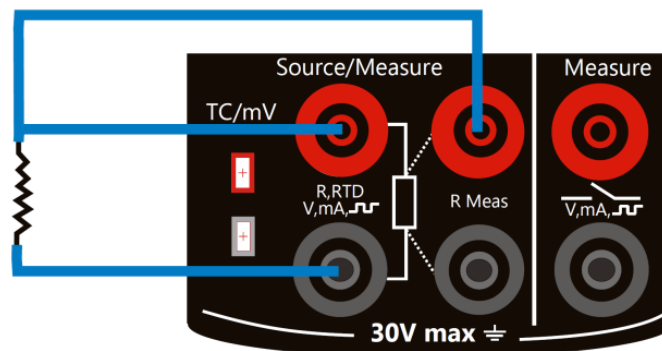 Source/Measure
Measure
TC/mV
R,RTD
V,mA,
R Meas
V,mA,
30V max